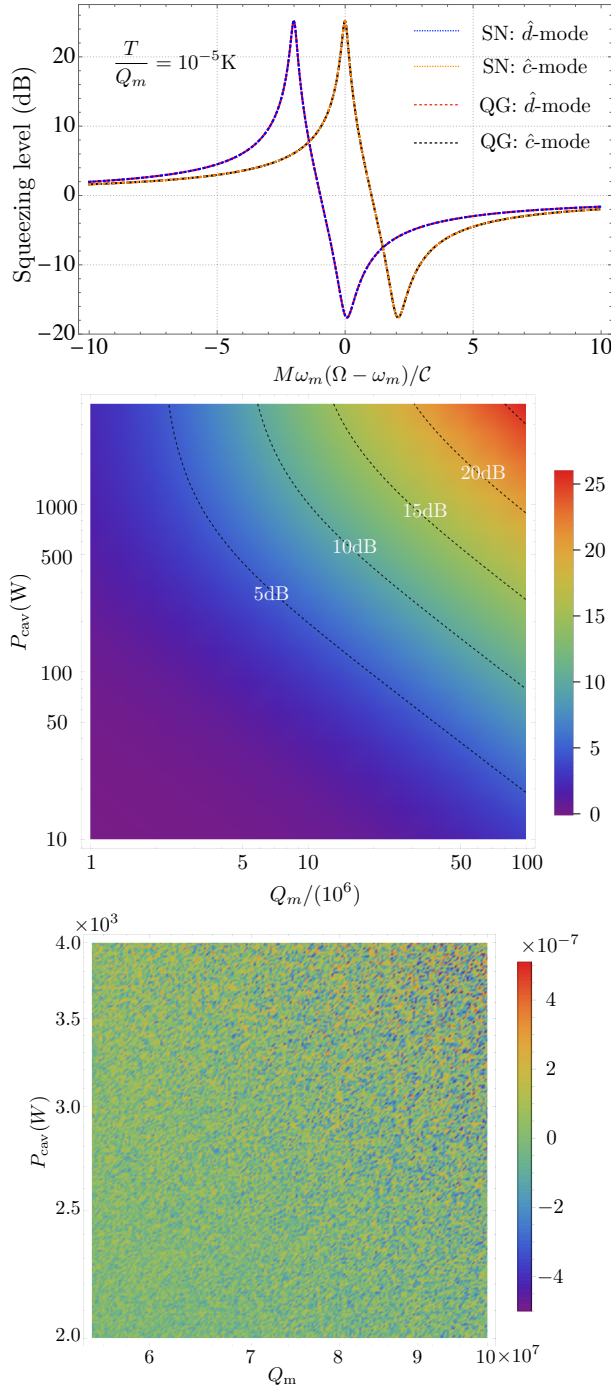 20
10
0
−10
−20
Squeezing level (dB)
T/Q_m = 10^{-5}K
SN: \hat{d}-mode
SN: \hat{c}-mode
QG: \hat{d}-mode
QG: \hat{c}-mode
−10 −5 0 5 10
Mω_m(Ω − ω_m)/𝒞
1000
500
100
50
10
P_cav(W)
20dB
15dB
10dB
5dB
1 5 10 50 100
Q_m/(10^6)
25
20
15
10
5
0
×10^3
4.0
3.5
3.0
2.5
2.0
P_cav(W)
6 7 8 9 10×10^7
Q_m
×10^{-7}
4
2
0
−2
−4